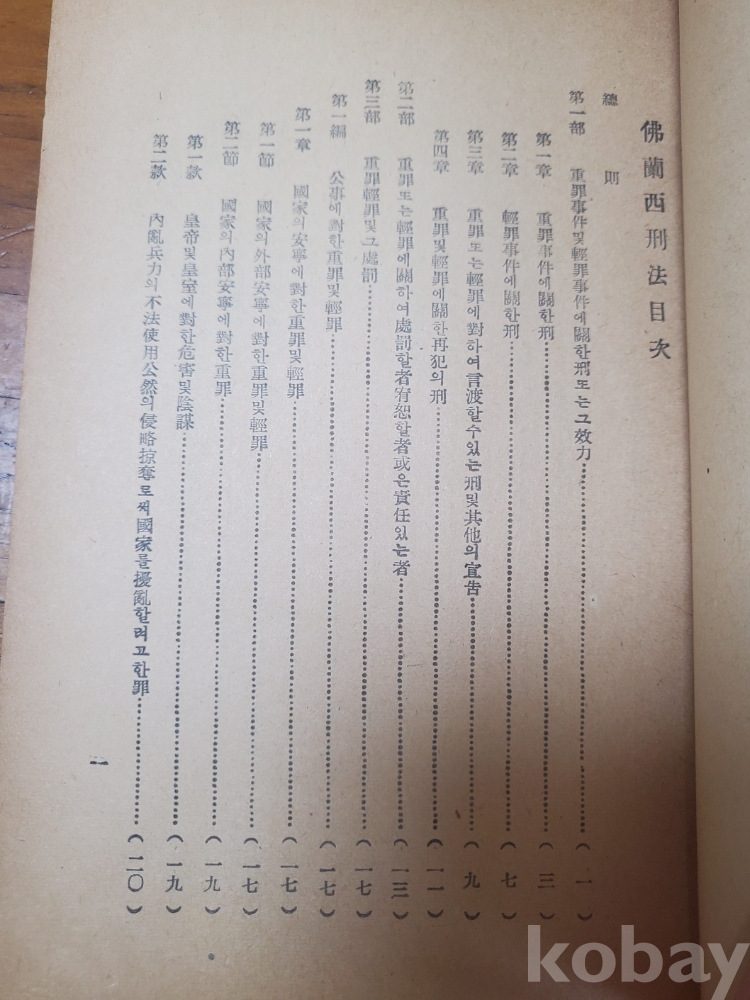 佛蘭西刑法目次
總則
第一部 重罪事件및輕罪事件에關한刑또는그效力 (一)
第一章 重罪事件에關한刑 (三)
第二章 輕罪事件에關한刑 (七)
第三章 重罪또는輕罪에對하여言渡할수있는刑및其他의宣告 (九)
第四章 重罪및輕罪에關한再犯의刑 (一一)
第二部 重罪또는輕罪에關하여處罰할者宥恕할者或은責任있는者 (一三)
第三部 重罪輕罪및그處罰 (一七)
第一編 公事에對한重罪및輕罪 (一七)
第一章 國家의安寧에對한重罪및輕罪 (一七)
第一節 國家의外部安寧에對한重罪및輕罪 (一七)
第二節 國家의內部安寧에對한重罪 (一九)
第一款 皇帝및皇室에對한危害및陰謀 (一九)
第二款 內亂兵力의不法使用公然의侵略掠奪로써國家를擾亂할려고한罪 (二〇)
一
kobay